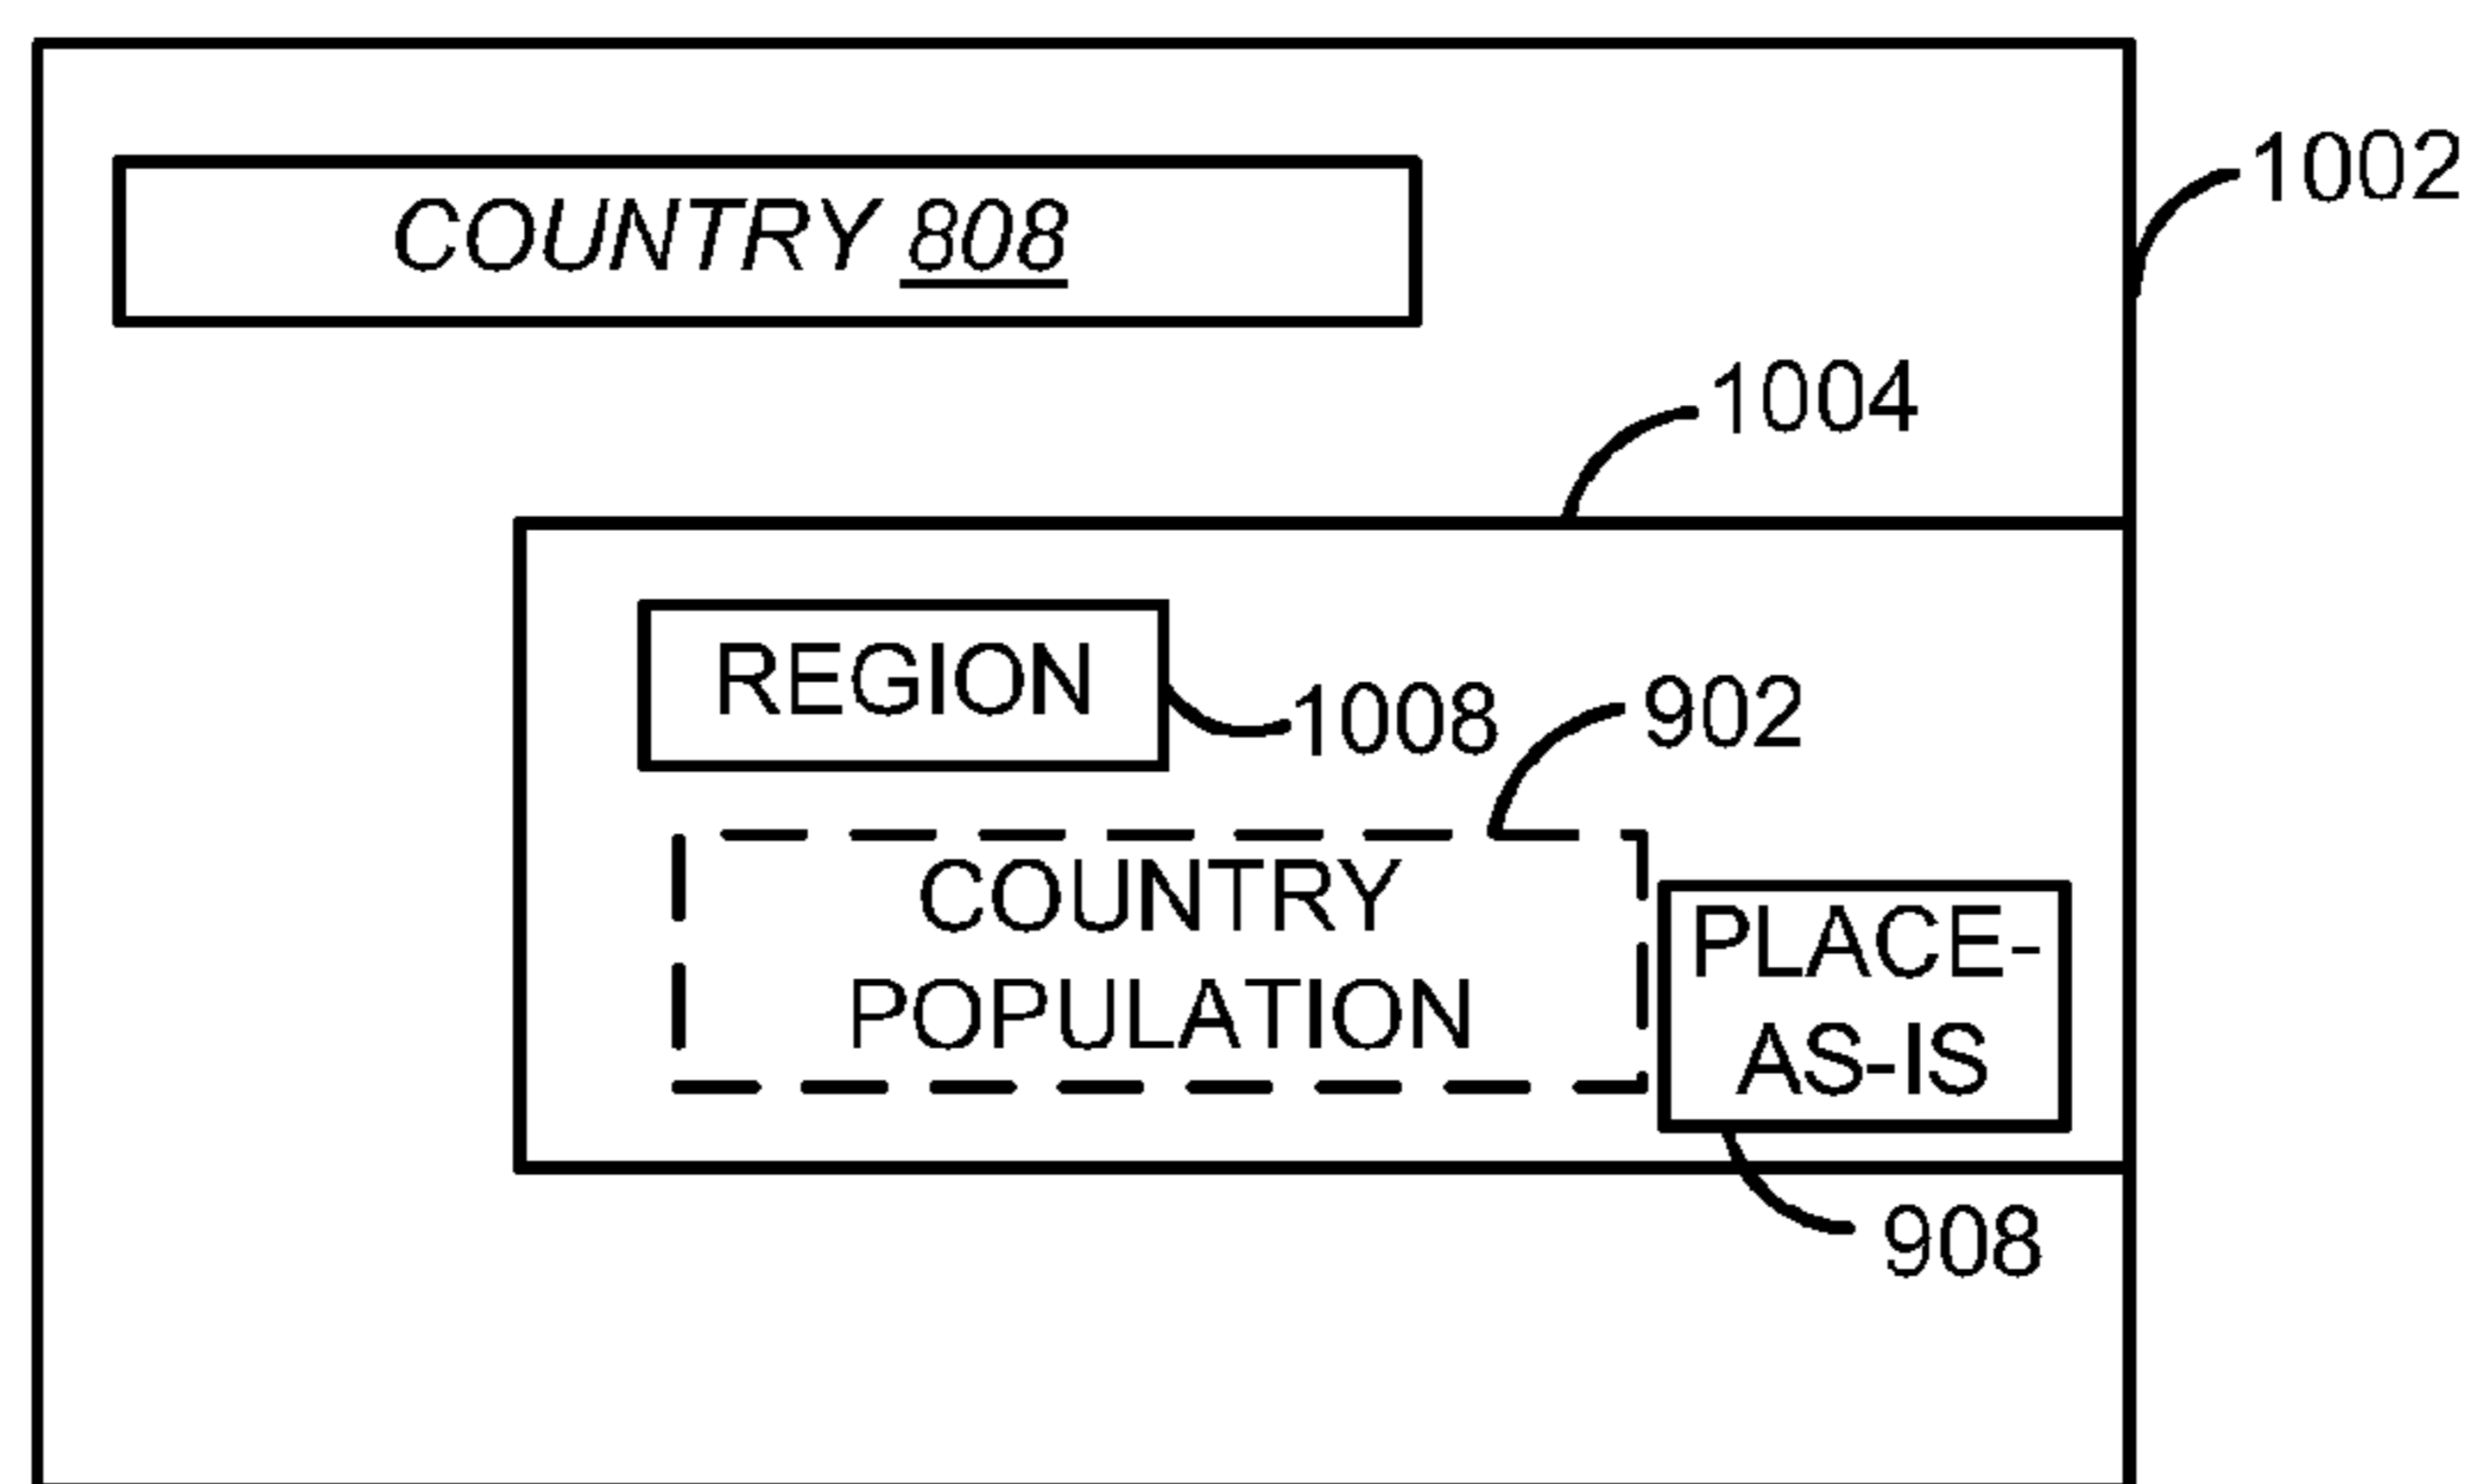 1002
COUNTRY 808
1004
REGION
1008
902
COUNTRY
POPULATION
PLACE-
AS-IS
908